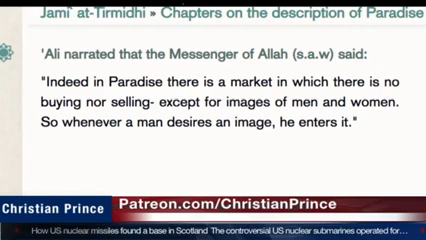 Jami` at-Tirmidhi » Chapters on the description of Paradise
'Ali narrated that the Messenger of Allah (s.a.w) said:
"Indeed in Paradise there is a market in which there is no
buying nor selling- except for images of men and women.
So whenever a man desires an image, he enters it."
Christian Prince
Patreon.com/ChristianPrince
How US nuclear missiles found a base in Scotland The controversial US nuclear submarines operated for…